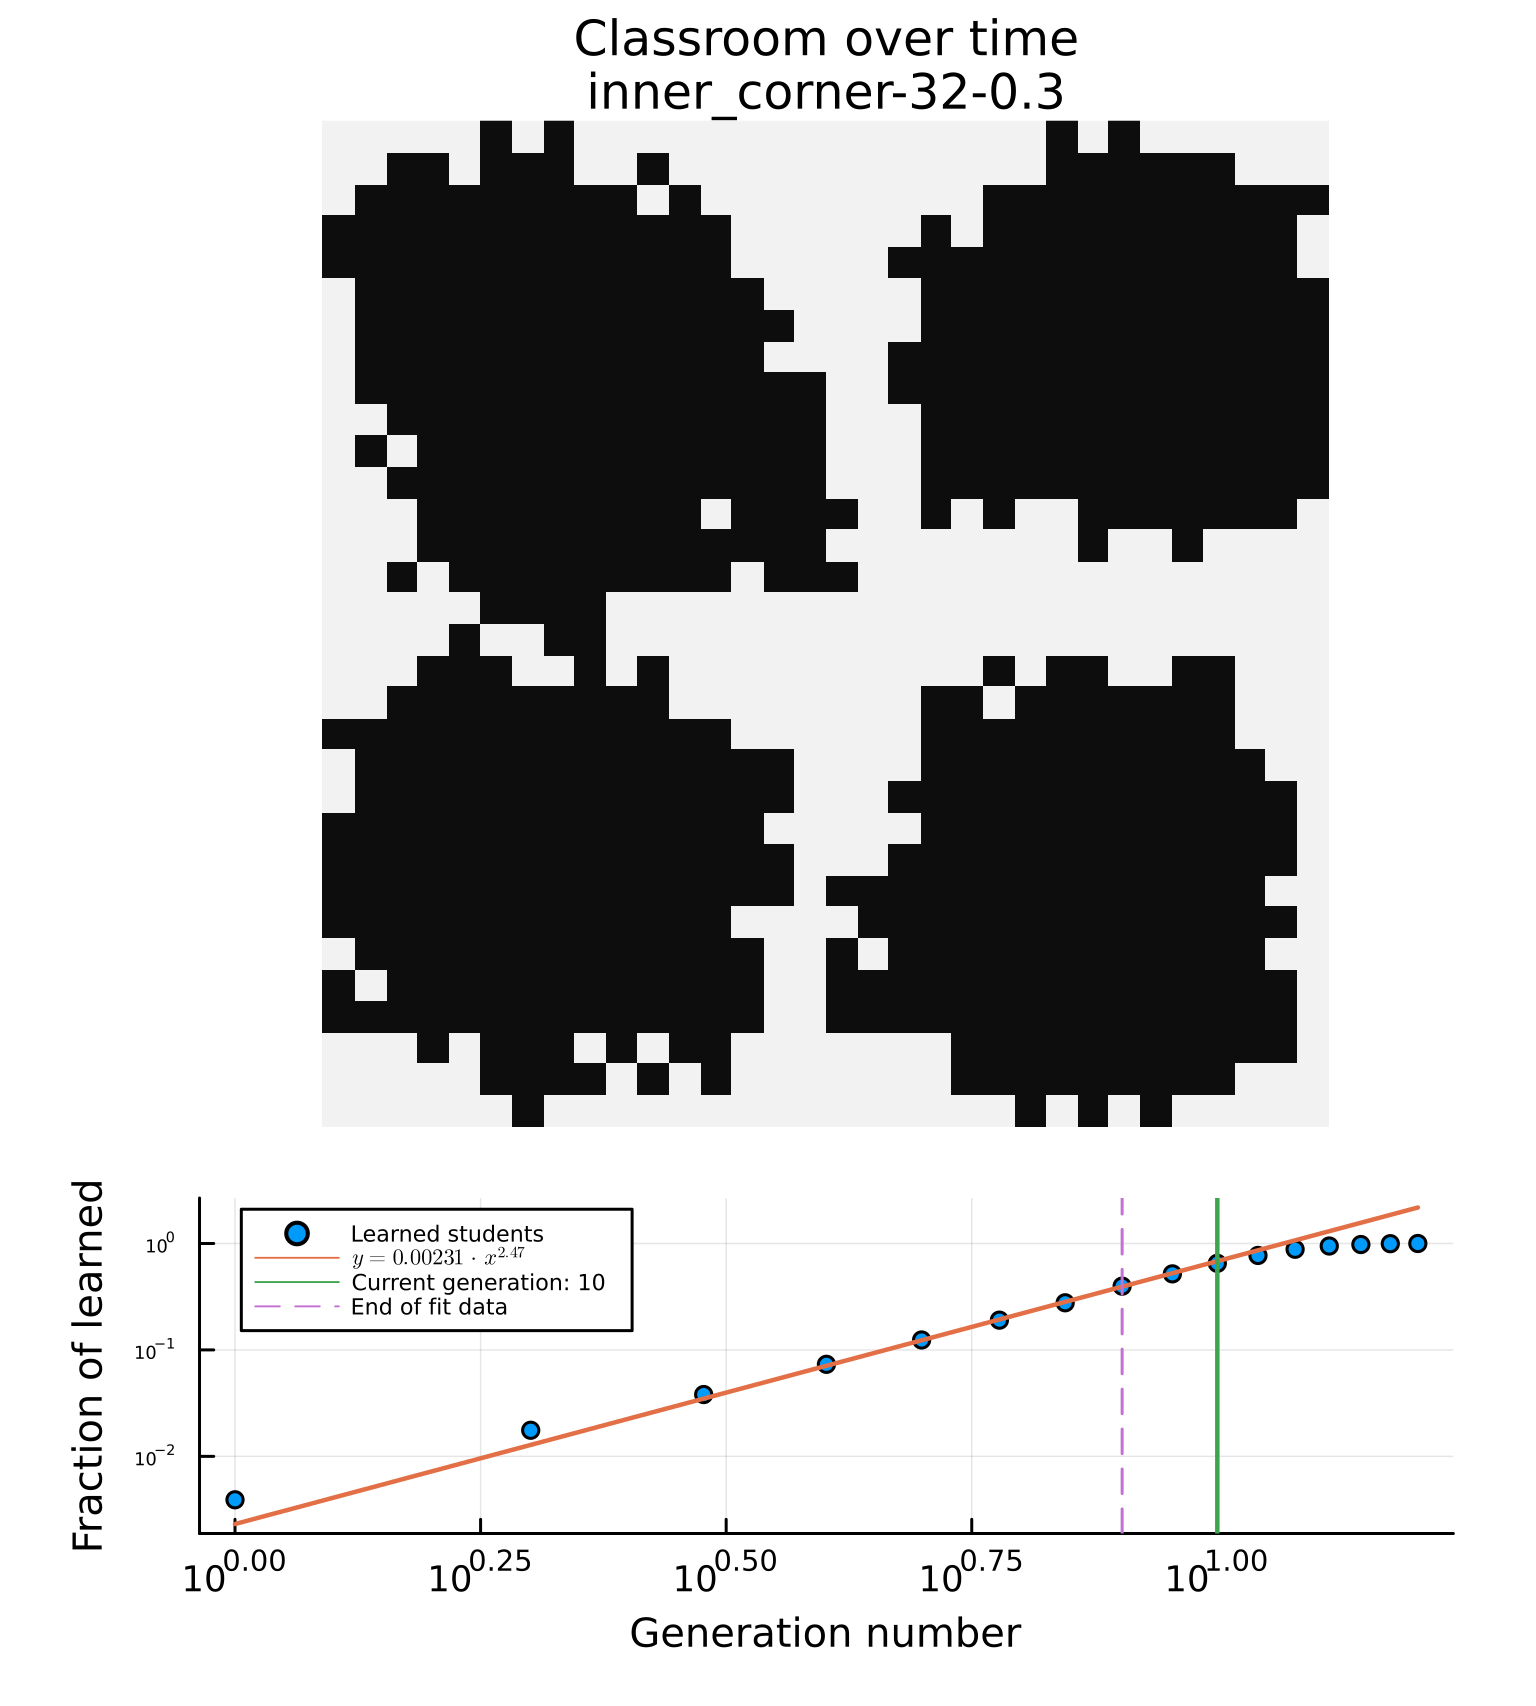 Classroom over time
inner_corner-32-0.3
Fraction of learned
10⁰
10⁻¹
10⁻²
Learned students
y = 0.00231 · x^2.47
Current generation: 10
End of fit data
10^0.00 10^0.25 10^0.50 10^0.75 10^1.00
Generation number